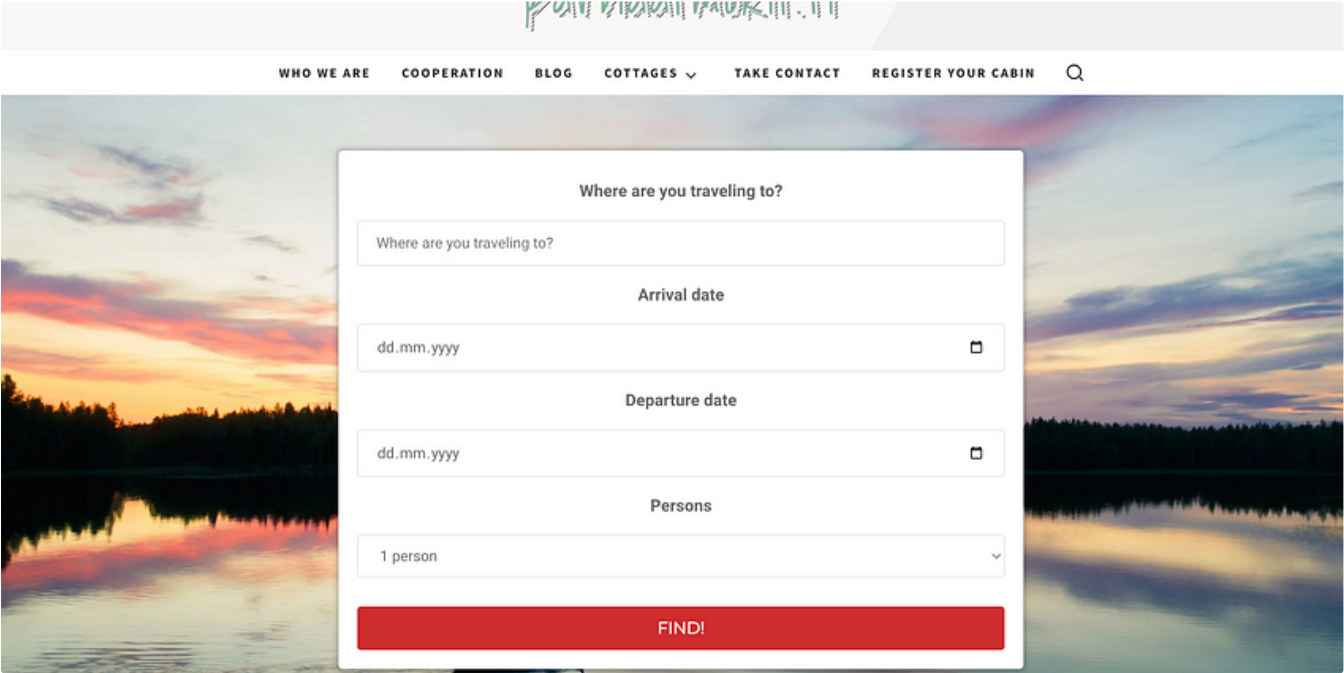 WHO WE ARE COOPERATION BLOG COTTAGES TAKE CONTACT REGISTER YOUR CABIN
Where are you traveling to?
Where are you traveling to?
Arrival date
dd.mm.yyyy
Departure date
dd.mm.yyyy
Persons
1 person
FIND!